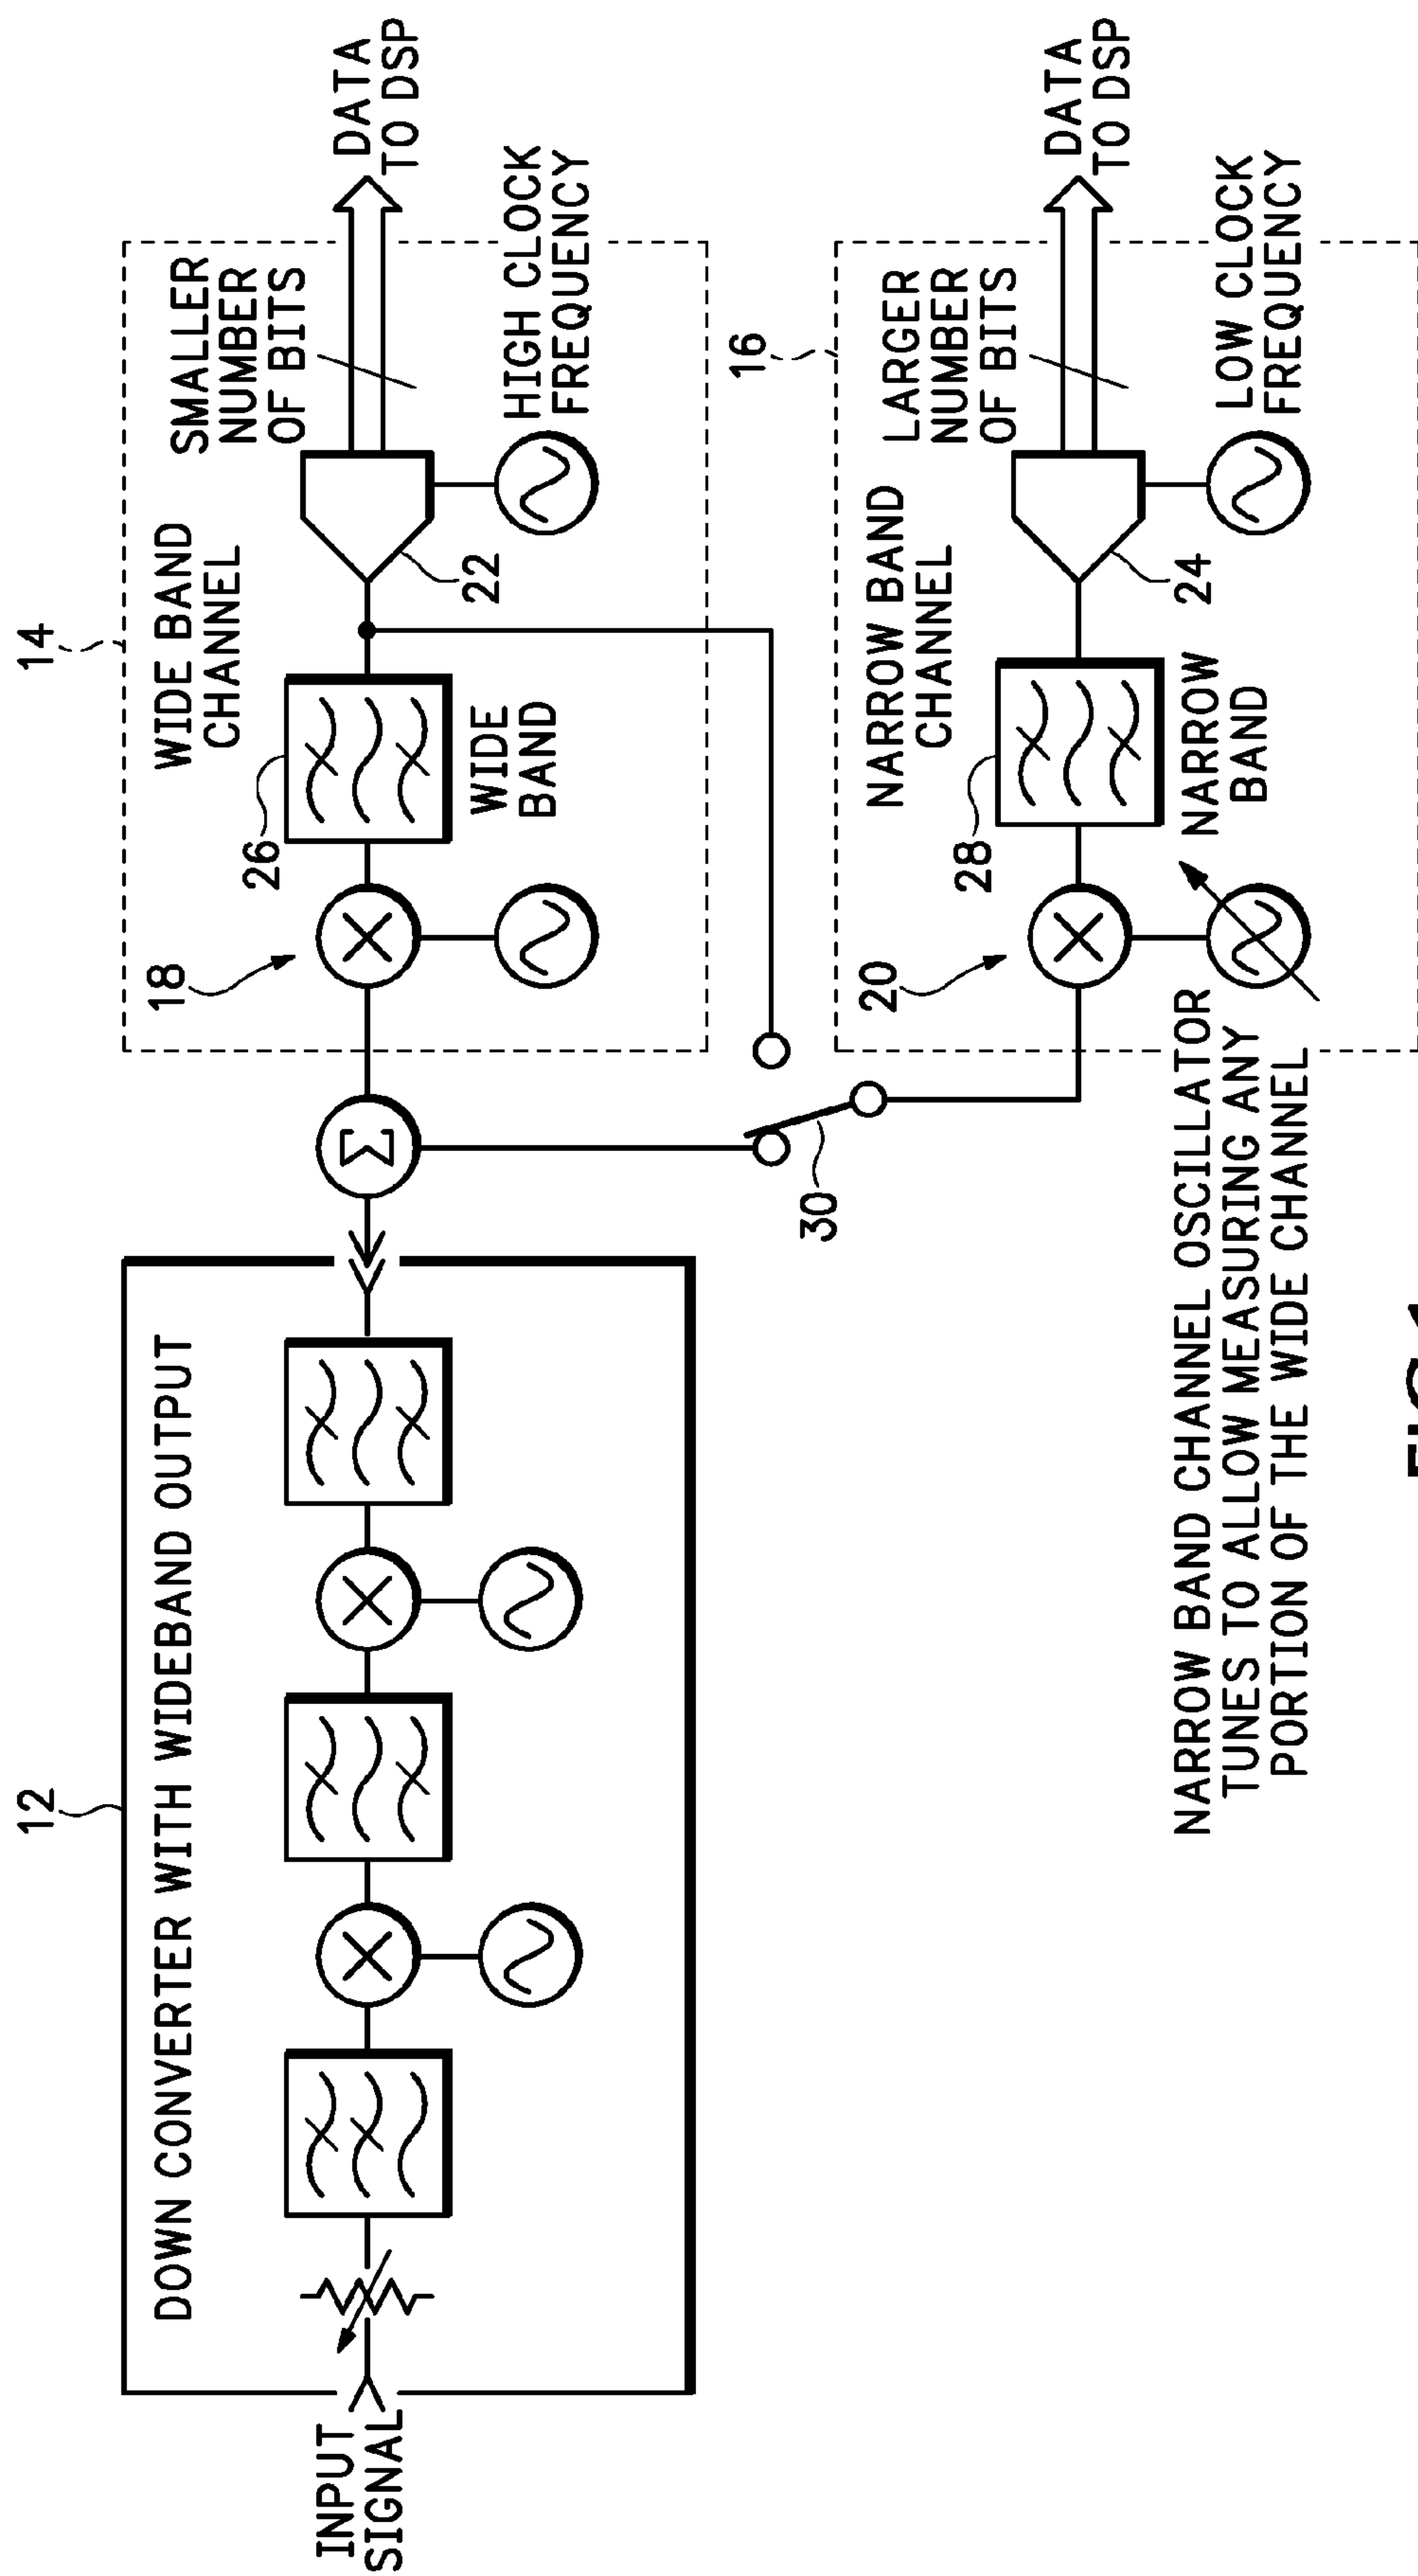 12
DOWN CONVERTER WITH WIDEBAND OUTPUT
INPUT
SIGNAL
14
WIDE BAND
CHANNEL
SMALLER
NUMBER
OF BITS
DATA
TO DSP
18
26
WIDE
BAND
22
HIGH CLOCK
FREQUENCY
30
16
NARROW BAND
CHANNEL
LARGER
NUMBER
OF BITS
DATA
TO DSP
20
28
NARROW
BAND
24
LOW CLOCK
FREQUENCY
NARROW BAND CHANNEL OSCILLATOR
TUNES TO ALLOW MEASURING ANY
PORTION OF THE WIDE CHANNEL